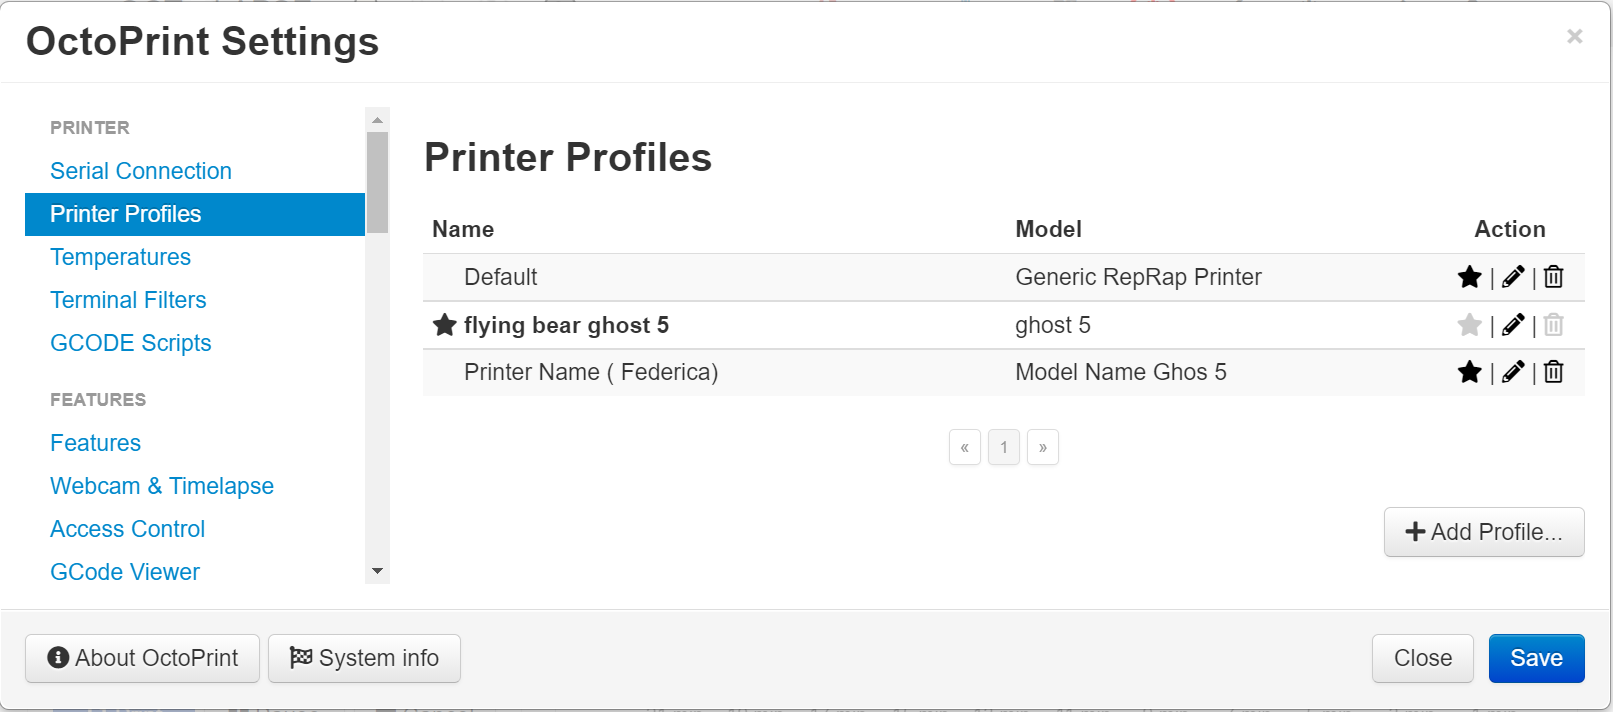 OctoPrint Settings
×
PRINTER
Serial Connection
Printer Profiles
Temperatures
Terminal Filters
GCODE Scripts
FEATURES
Features
Webcam & Timelapse
Access Control
GCode Viewer
Printer Profiles
Name Model Action
Default Generic RepRap Printer | |
flying bear ghost 5 ghost 5 | |
Printer Name ( Federica) Model Name Ghos 5 | |
« 1 »
Add Profile...
About OctoPrint System info Close Save